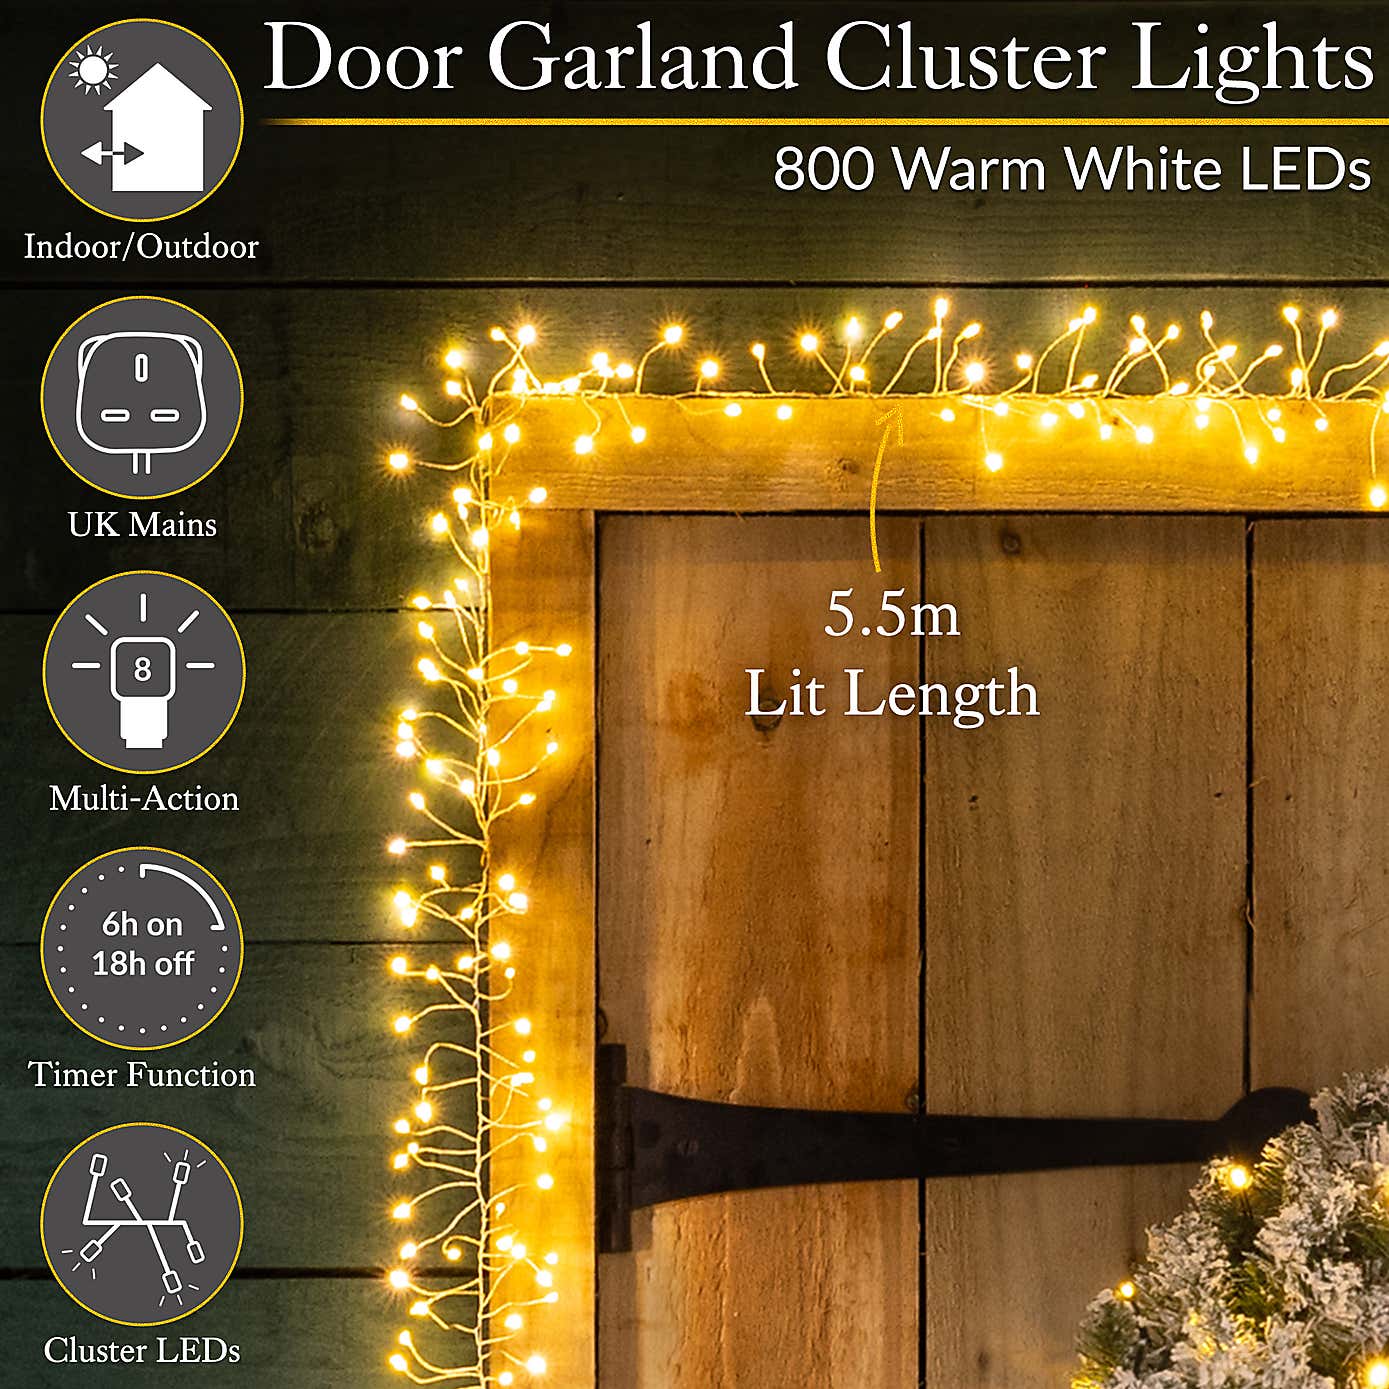 Door Garland Cluster Lights
800 Warm White LEDs
Indoor/Outdoor
UK Mains
8
Multi-Action
6h on
18h off
Timer Function
Cluster LEDs
5.5m
Lit Length